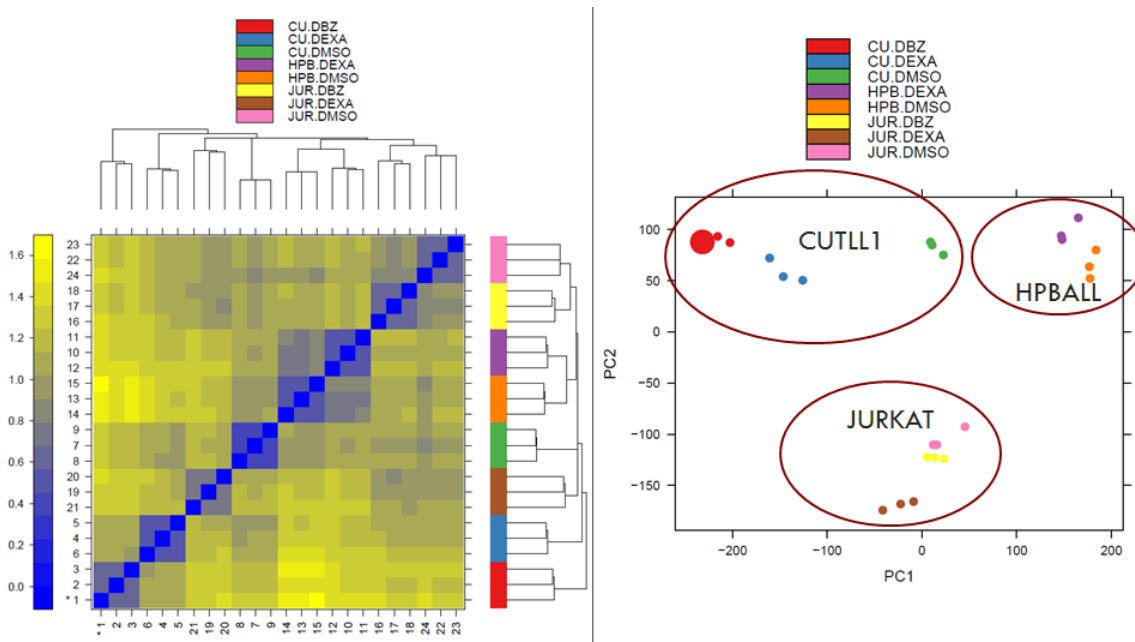 CU.DBZ
CU.DEXA
CU.DMSO
HPB.DEXA
HPB.DMSO
JUR.DBZ
JUR.DEXA
JUR.DMSO
1.6
1.4
1.2
1.0
0.8
0.6
0.4
0.2
0.0
23
22
24
18
17
16
11
10
12
15
13
14
9
7
8
20
19
21
5
4
6
3
2
* 1
* 1 2 3 6 4 5 21 19 20 8 7 9 14 13 15 12 10 11 16 17 18 24 22 23
CU.DBZ
CU.DEXA
CU.DMSO
HPB.DEXA
HPB.DMSO
JUR.DBZ
JUR.DEXA
JUR.DMSO
PC2
100
50
0
−50
−100
−150
CUTLL1
HPBALL
JURKAT
−200 −100 0 100 200
PC1